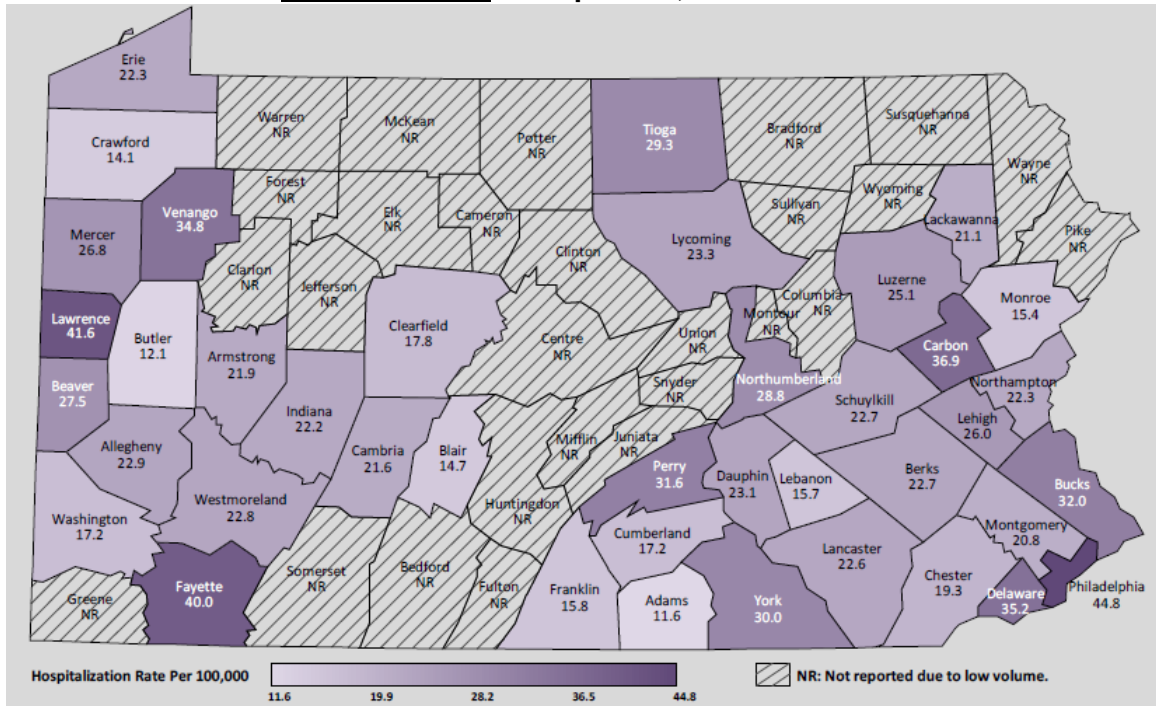 Erie
22.3
Warren
NR
McKean
NR
Potter
NR
Tioga
29.3
Bradford
NR
Susquehanna
NR
Wayne
NR
Crawford
14.1
Forest
NR
Elk
NR
Cameron
NR
Sullivan
NR
Wyoming
NR
Lackawanna
21.1
Pike
NR
Venango
34.8
Mercer
26.8
Clarion
NR
Jefferson
NR
Clinton
NR
Lycoming
23.3
Luzerne
25.1
Monroe
15.4
Lawrence
41.6
Butler
12.1
Armstrong
21.9
Clearfield
17.8
Centre
NR
Union
NR
Montour
NR
Columbia
NR
Carbon
36.9
Beaver
27.5
Indiana
22.2
Snyder
NR
Northumberland
28.8
Schuylkill
22.7
Northampton
22.3
Lehigh
26.0
Allegheny
22.9
Cambria
21.6
Blair
14.7
Mifflin
NR
Juniata
NR
Perry
31.6
Dauphin
23.1
Lebanon
15.7
Berks
22.7
Bucks
32.0
Westmoreland
22.8
Huntingdon
NR
Washington
17.2
Cumberland
17.2
Montgomery
20.8
Lancaster
22.6
Chester
19.3
Delaware
35.2
Philadelphia
44.8
Greene
NR
Fayette
40.0
Somerset
NR
Bedford
NR
Fulton
NR
Franklin
15.8
Adams
11.6
York
30.0
Hospitalization Rate Per 100,000
11.6 19.9 28.2 36.5 44.8
NR: Not reported due to low volume.